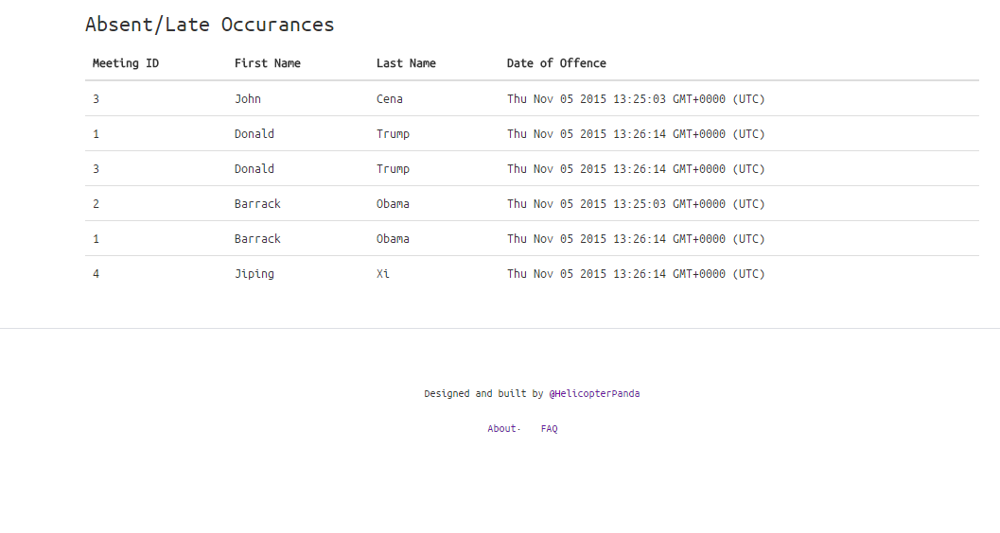 Absent/Late Occurances
Meeting ID First Name Last Name Date of Offence
3 John Cena Thu Nov 05 2015 13:25:03 GMT+0000 (UTC)
1 Donald Trump Thu Nov 05 2015 13:26:14 GMT+0000 (UTC)
3 Donald Trump Thu Nov 05 2015 13:26:14 GMT+0000 (UTC)
2 Barrack Obama Thu Nov 05 2015 13:25:03 GMT+0000 (UTC)
1 Barrack Obama Thu Nov 05 2015 13:26:14 GMT+0000 (UTC)
4 Jiping Xi Thu Nov 05 2015 13:26:14 GMT+0000 (UTC)
Designed and built by @HelicopterPanda
About· FAQ